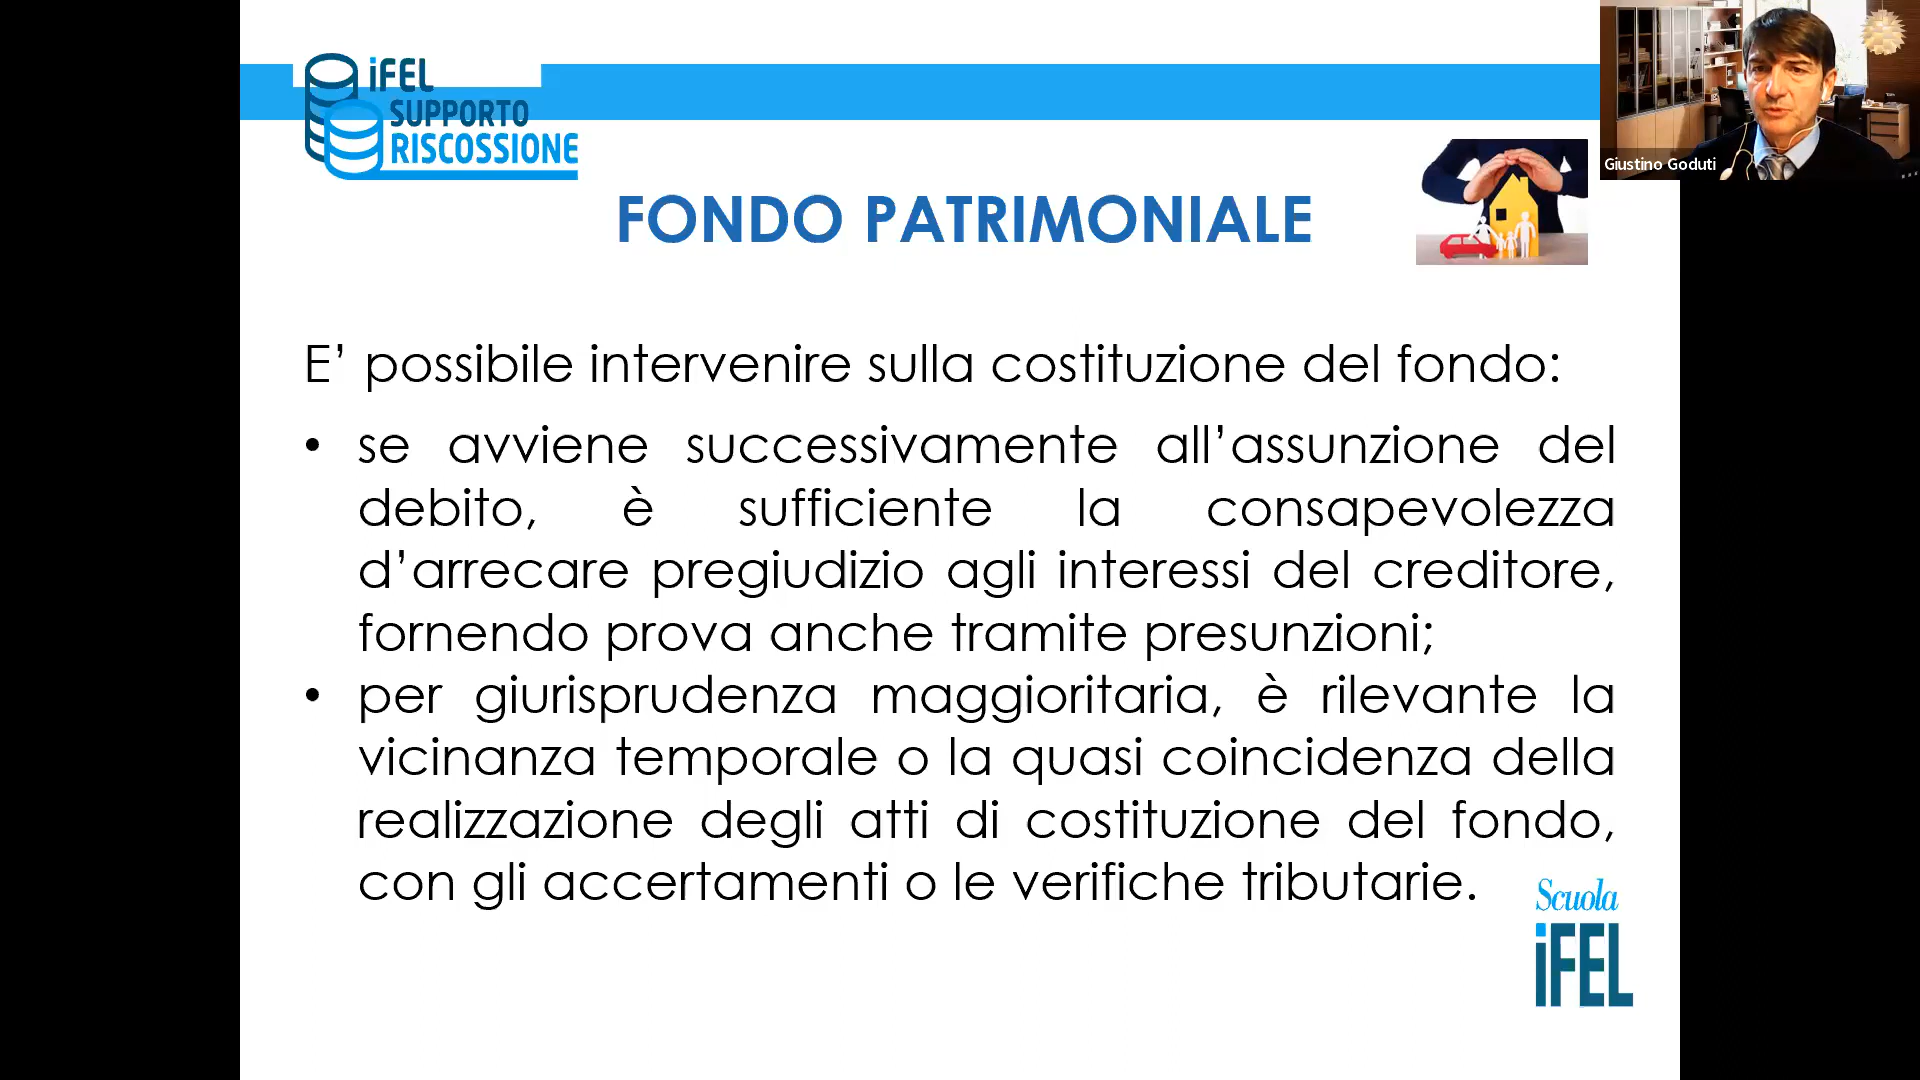 iFEL
SUPPORTO
RISCOSSIONE
Giustino Goduti
FONDO PATRIMONIALE
E’ possibile intervenire sulla costituzione del fondo:
• se avviene successivamente all’assunzione del
debito, è sufficiente la consapevolezza
d’arrecare pregiudizio agli interessi del creditore,
fornendo prova anche tramite presunzioni;
• per giurisprudenza maggioritaria, è rilevante la
vicinanza temporale o la quasi coincidenza della
realizzazione degli atti di costituzione del fondo,
con gli accertamenti o le verifiche tributarie.
Scuola
iFEL